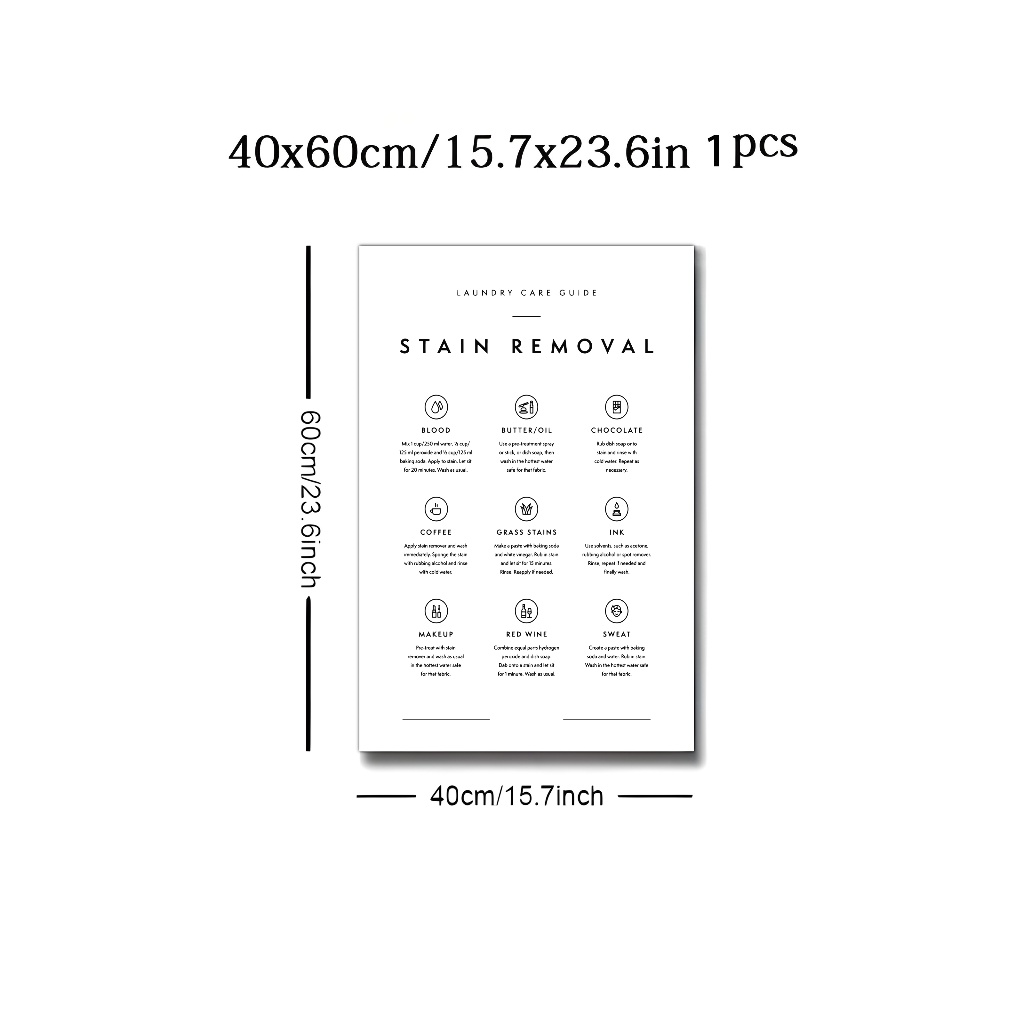 40x60cm/15.7x23.6in 1pcs
LAUNDRY CARE GUIDE
STAIN REMOVAL
BLOOD
Mix 1 cup/250 ml water, ½ cup/
125 ml peroxide and ½ cup/125 ml
baking soda. Apply to stain. Let sit
for 20 minutes. Wash as usual.
BUTTER/OIL
Use a pre-treatment spray
or stick, or dish soap, then
wash in the hottest water
safe for that fabric.
CHOCOLATE
Rub dish soap onto
stain and rinse with
cold water. Repeat as
necessary.
COFFEE
Apply stain remover and wash
immediately. Sponge the stain
with rubbing alcohol and rinse
with cold water.
GRASS STAINS
Make a paste with baking soda
and white vinegar. Rub in stain
and let sit for 15 minutes.
Rinse. Reapply if needed.
INK
Use solvents, such as acetone,
rubbing alcohol or spot remover.
Rinse, repeat if needed and
finally wash.
MAKEUP
Pre-treat with stain
remover and wash as usual
in the hottest water safe
for that fabric.
RED WINE
Combine equal parts hydrogen
peroxide and dish soap.
Dab onto a stain and let sit
for 1 minute. Wash as usual.
SWEAT
Create a paste with baking
soda and water. Rub in stain.
Wash in the hottest water safe
for that fabric.
60cm/23.6inch
40cm/15.7inch